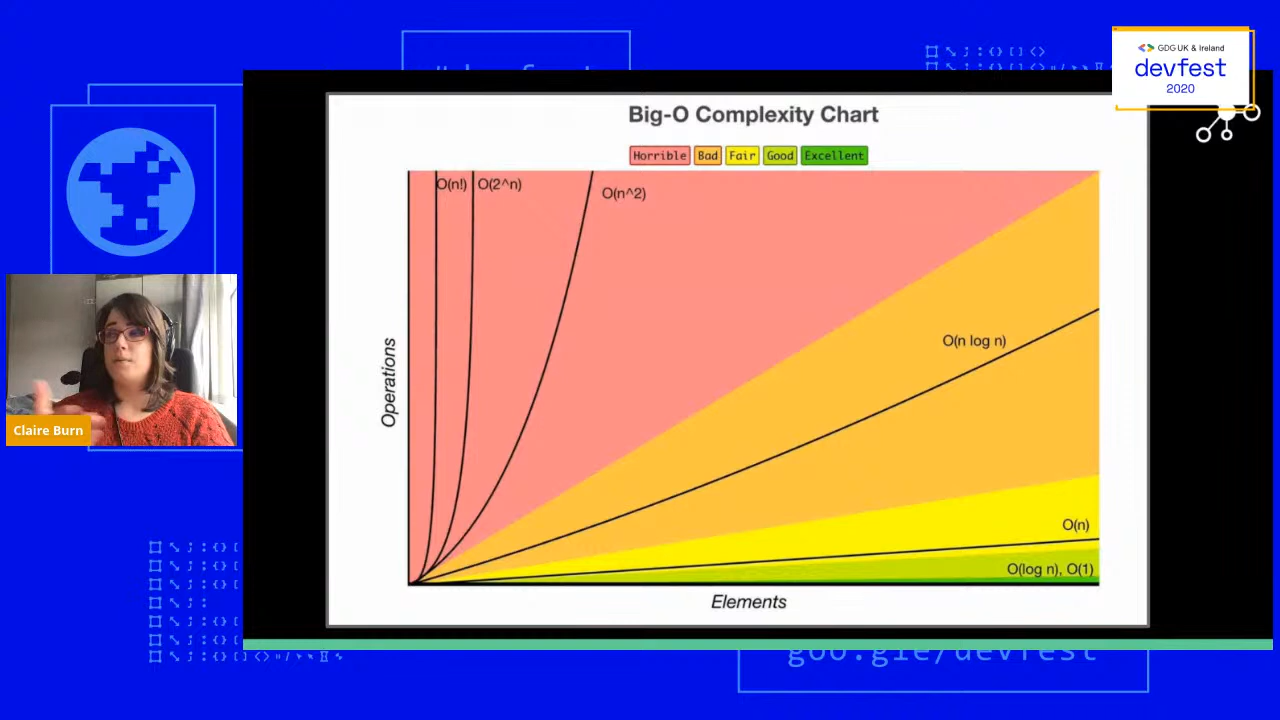 GDG UK & Ireland
devfest
2020
Big-O Complexity Chart
Horrible Bad Fair Good Excellent
O(n!) O(2^n) O(n^2)
O(n log n)
Operations
O(n)
O(log n), O(1)
Elements
Claire Burn
goo.gle/devfest